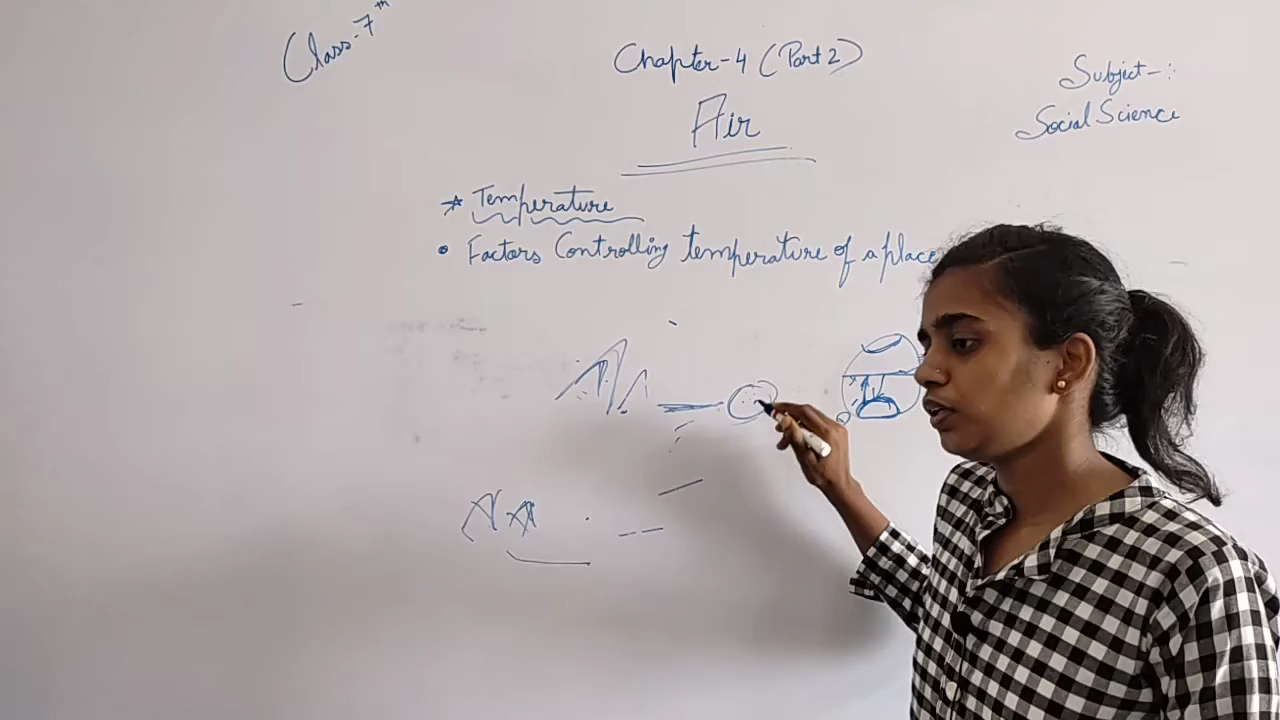 Class-7th
Chapter-4 (Part 2)
Subject-:
Social Science
Air
* Temperature
• Factors Controlling temperature of a place